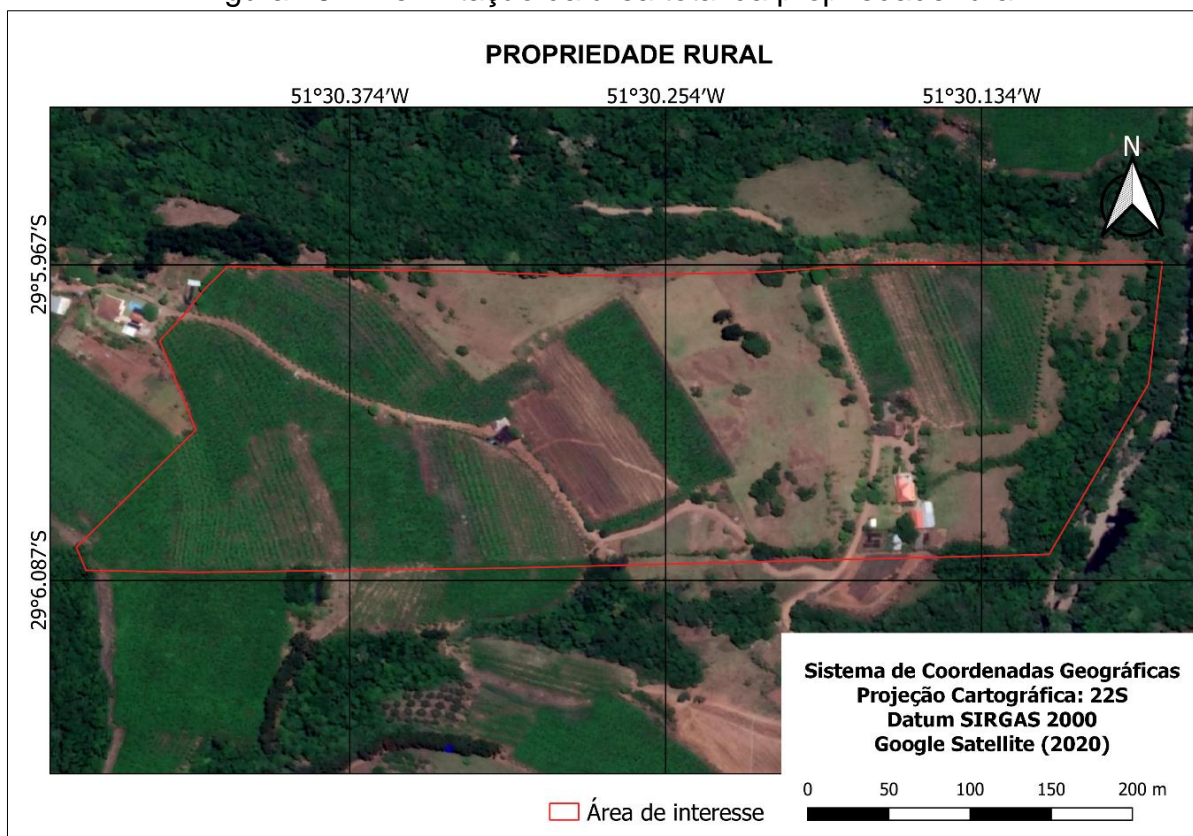 PROPRIEDADE RURAL
51°30.374′W 51°30.254′W 51°30.134′W
N
29°5.967′S
29°6.087′S
Sistema de Coordenadas Geográficas
Projeção Cartográfica: 22S
Datum SIRGAS 2000
Google Satellite (2020)
0 50 100 150 200 m
Área de interesse